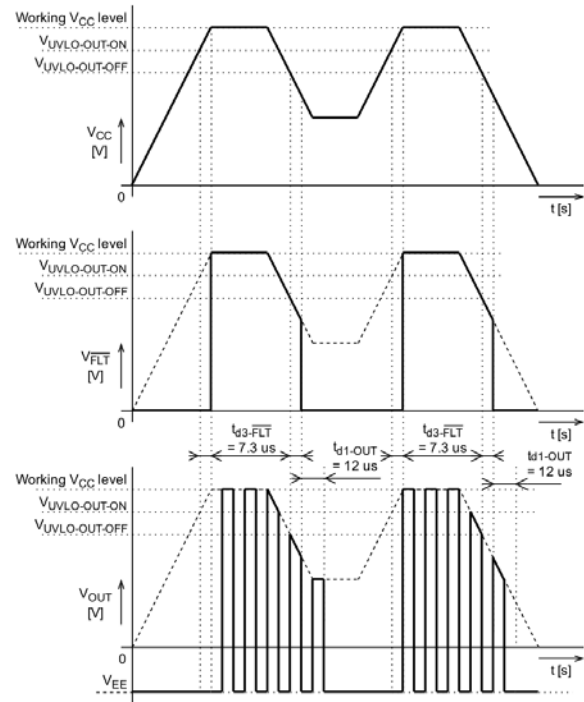 Working VCC level
VUVLO-OUT-ON
VUVLO-OUT-OFF
VCC
[V]
0
t [s]
Working VCC level
VUVLO-OUT-ON
VUVLO-OUT-OFF
VFLT
[V]
0
t [s]
td3-FLT
= 7.3 us
td1-OUT
= 12 us
td3-FLT
= 7.3 us
td1-OUT
= 12 us
Working VCC level
VUVLO-OUT-ON
VUVLO-OUT-OFF
VOUT
[V]
0
t [s]
VEE